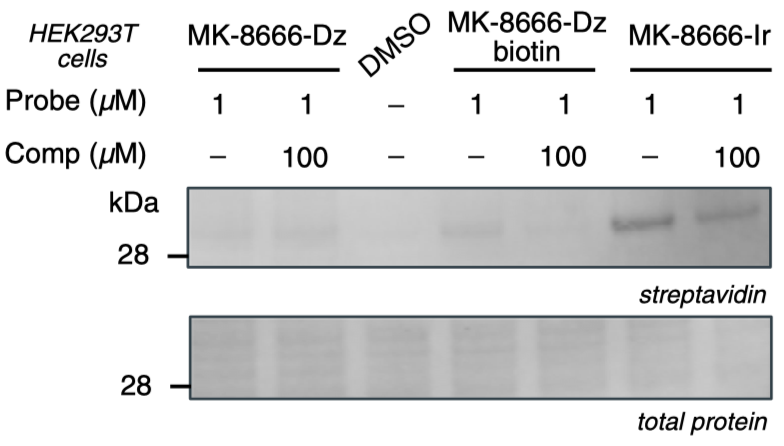 HEK293T cells
MK-8666-Dz
DMSO
MK-8666-Dz biotin
MK-8666-Ir
Probe (μM) 1 1 – 1 1 1 1
Comp (μM) – 100 – – 100 – 100
kDa
28
streptavidin
28
total protein